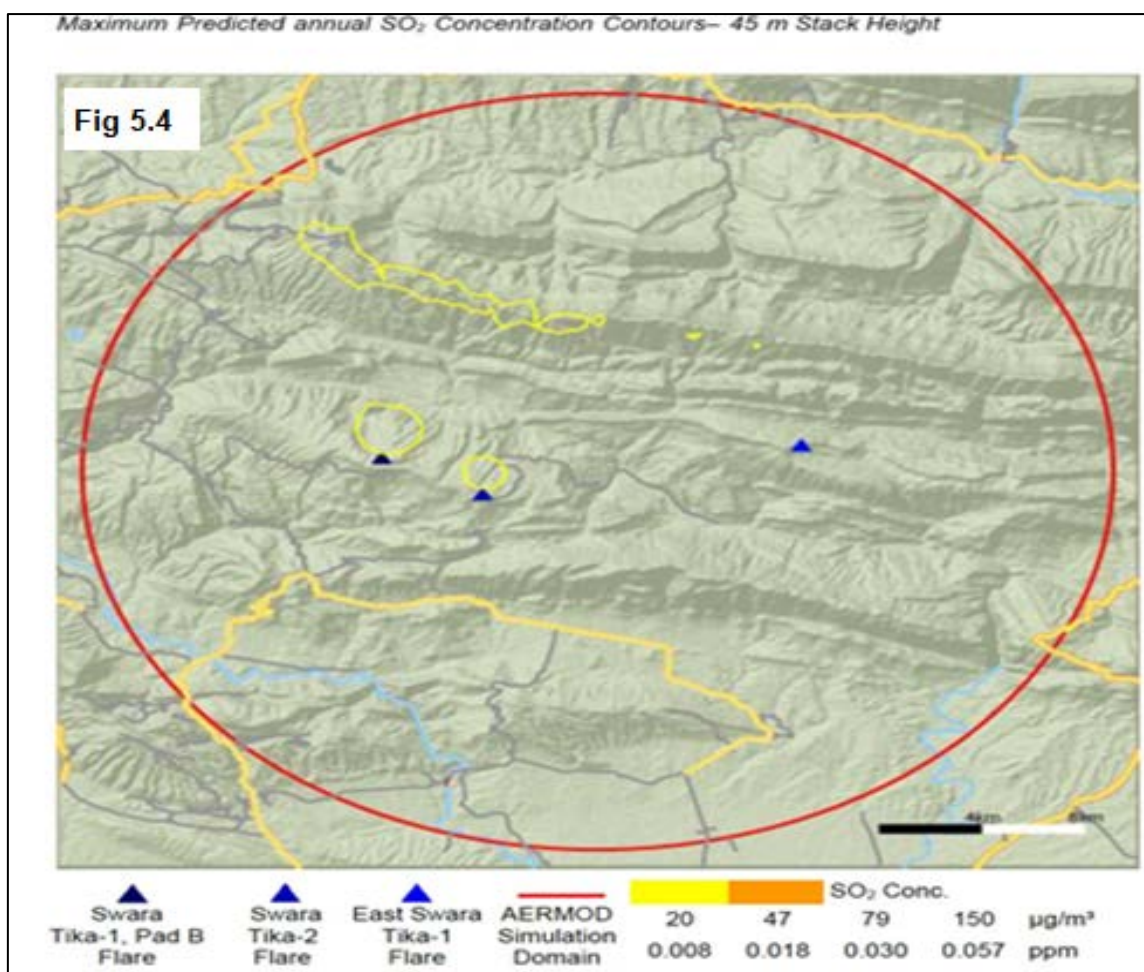 Maximum Predicted annual SO₂ Concentration Contours– 45 m Stack Height
Fig 5.4
4km
Swara Tika-1, Pad B Flare
Swara Tika-2 Flare
East Swara Tika-1 Flare
AERMOD Simulation Domain
SO₂ Conc.
20 47 79 150 µg/m³
0.008 0.018 0.030 0.057 ppm